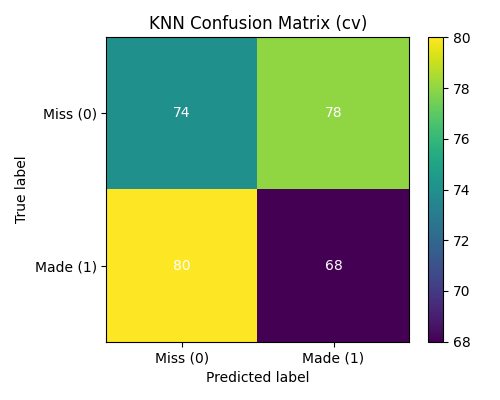 KNN Confusion Matrix (cv)
True label
Miss (0)
Made (1)
74
78
80
68
Miss (0)
Made (1)
Predicted label
80
78
76
74
72
70
68